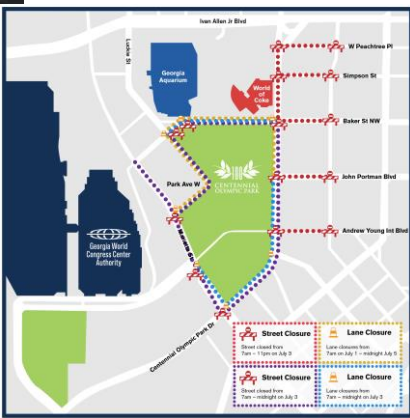 Ivan Allen Jr Blvd
Luckie St
W Peachtree Pl
Georgia
Aquarium
Simpson St
World
of
Coke
Baker St NW
Park Ave W
CENTENNIAL
OLYMPIC PARK
John Portman Blvd
Georgia World
Congress Center
Authority
Andrew Young Int Blvd
Centennial Olympic Park Dr
Street Closure
Street closed from
7am – 11pm on July 3
Lane Closure
Lane closures from
7am on July 1 – midnight July 5
Street Closure
Street closed from
7am – midnight on July 3
Lane Closure
Lane closures from
7am – midnight on July 3